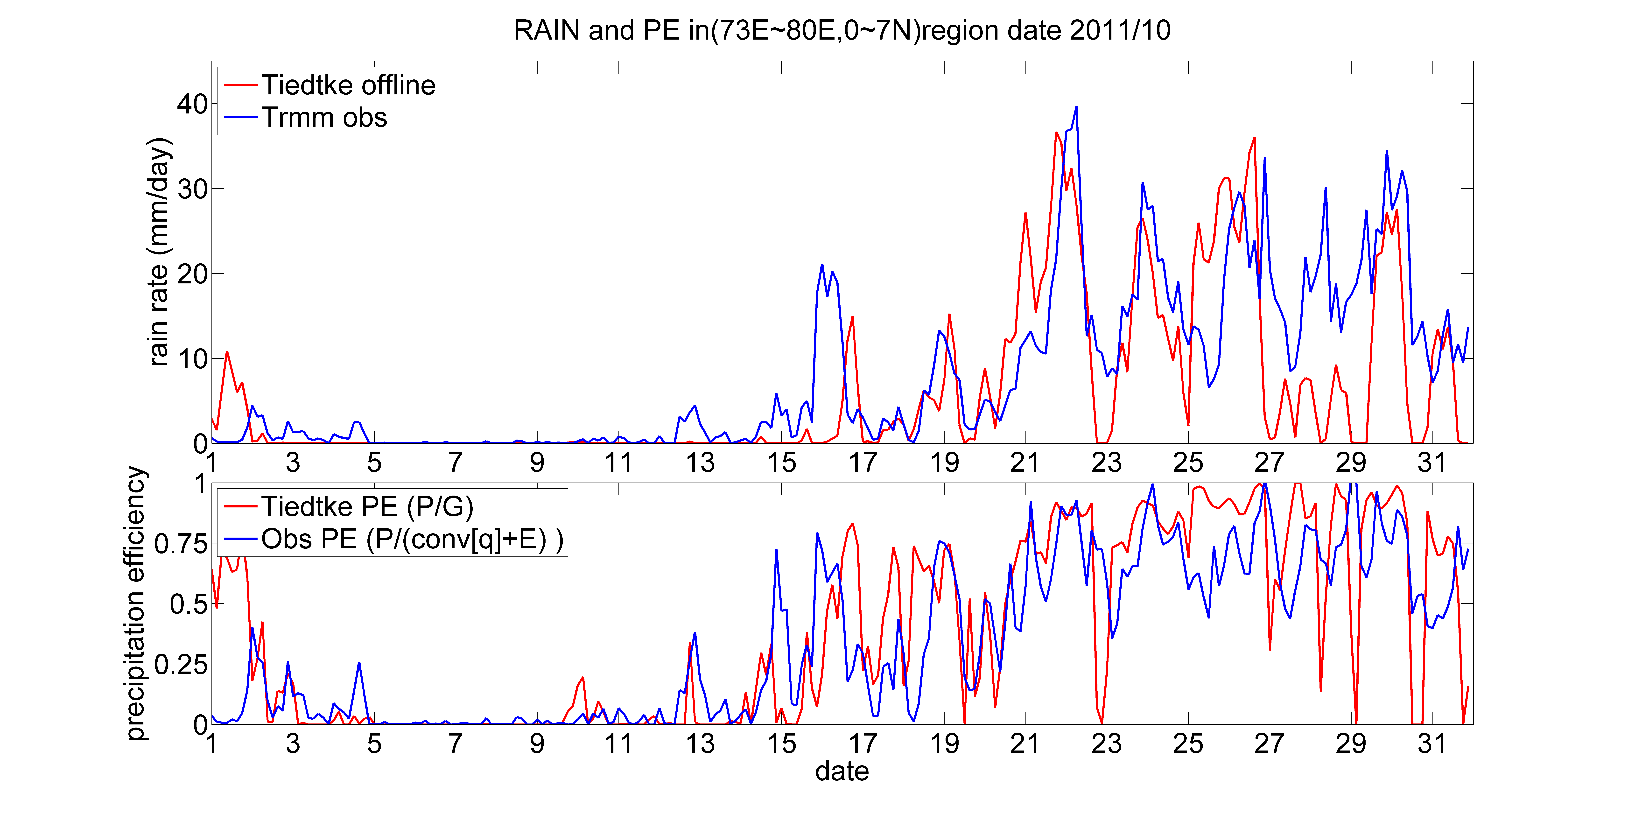 RAIN and PE in(73E~80E,0~7N)region date 2011/10
Tiedtke offline
Trmm obs
rain rate (mm/day)
40
30
20
10
0
1 3 5 7 9 11 13 15 17 19 21 23 25 27 29 31
Tiedtke PE (P/G)
Obs PE (P/(conv[q]+E) )
precipitation efficiency
1
0.75
0.5
0.25
0
1 3 5 7 9 11 13 15 17 19 21 23 25 27 29 31
date